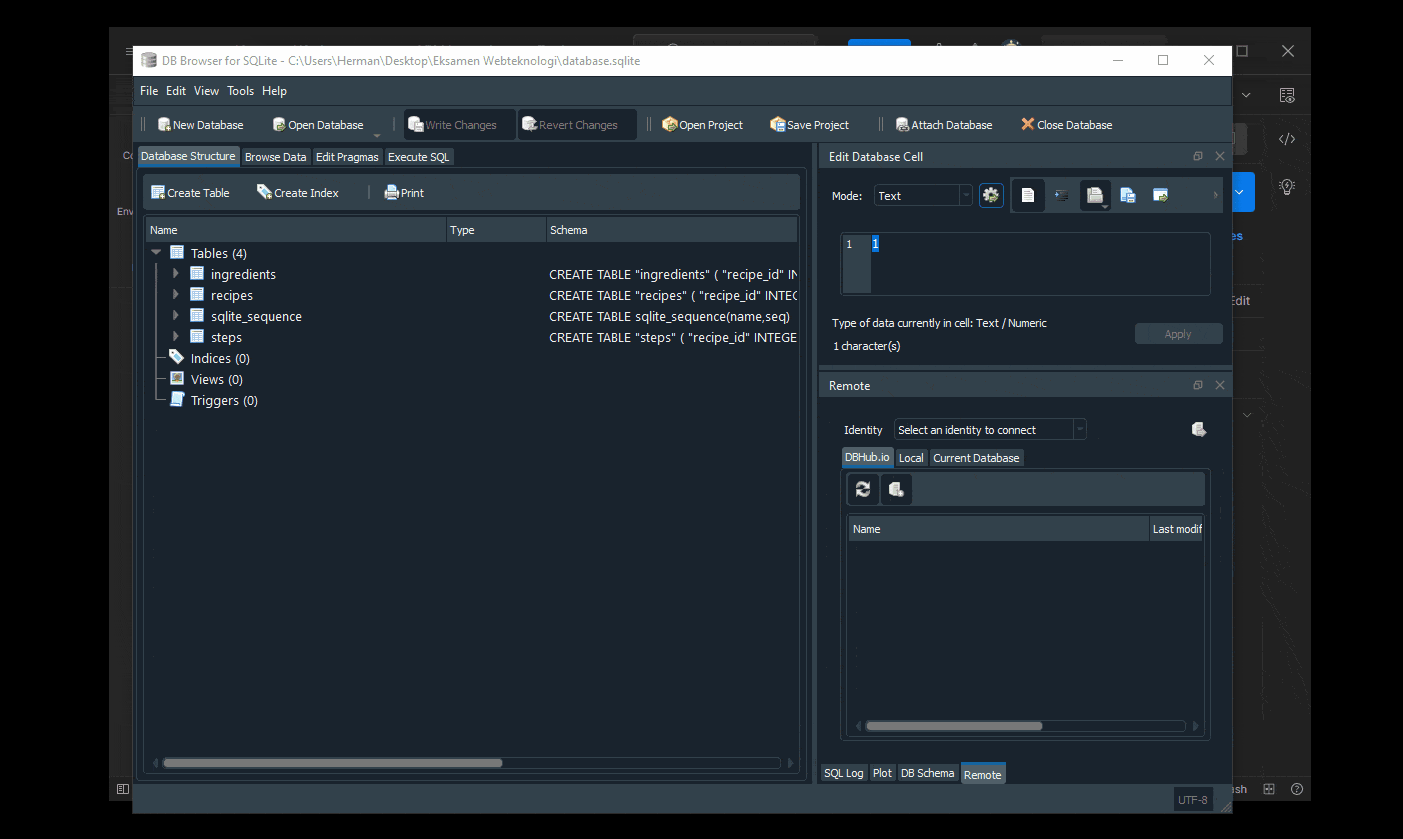 DB Browser for SQLite - C:\Users\Herman\Desktop\Eksamen Webteknologi\database.sqlite
File Edit View Tools Help
New Database Open Database Write Changes Revert Changes Open Project Save Project Attach Database Close Database
Database Structure Browse Data Edit Pragmas Execute SQL
Create Table Create Index Print
Name Type Schema
Tables (4)
ingredients CREATE TABLE "ingredients" ( "recipe_id" IN
recipes CREATE TABLE "recipes" ( "recipe_id" INTEG
sqlite_sequence CREATE TABLE sqlite_sequence(name,seq)
steps CREATE TABLE "steps" ( "recipe_id" INTEGE
Indices (0)
Views (0)
Triggers (0)
Edit Database Cell
Mode: Text
1 1
Type of data currently in cell: Text / Numeric
1 character(s)
Apply
Remote
Identity Select an identity to connect
DBHub.io Local Current Database
Name Last modif
SQL Log Plot DB Schema Remote
UTF-8
Co
Env
es
Edit